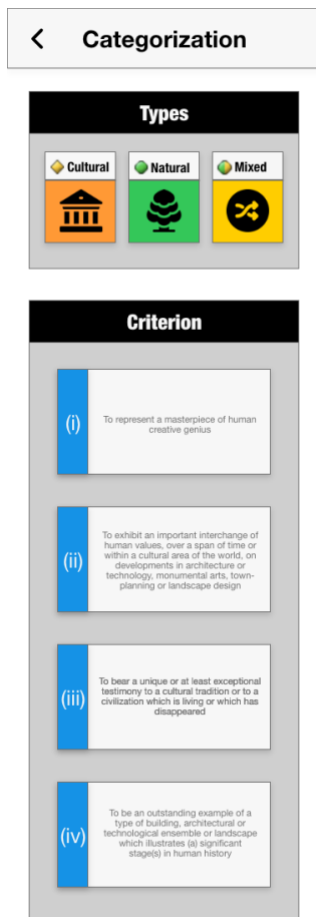 Categorization
Types
Cultural
Natural
Mixed
Criterion
(i)
To represent a masterpiece of human
creative genius
(ii)
To exhibit an important interchange of
human values, over a span of time or
within a cultural area of the world, on
developments in architecture or
technology, monumental arts, town-
planning or landscape design
(iii)
To bear a unique or at least exceptional
testimony to a cultural tradition or to a
civilization which is living or which has
disappeared
(iv)
To be an outstanding example of a
type of building, architectural or
technological ensemble or landscape
which illustrates (a) significant
stage(s) in human history